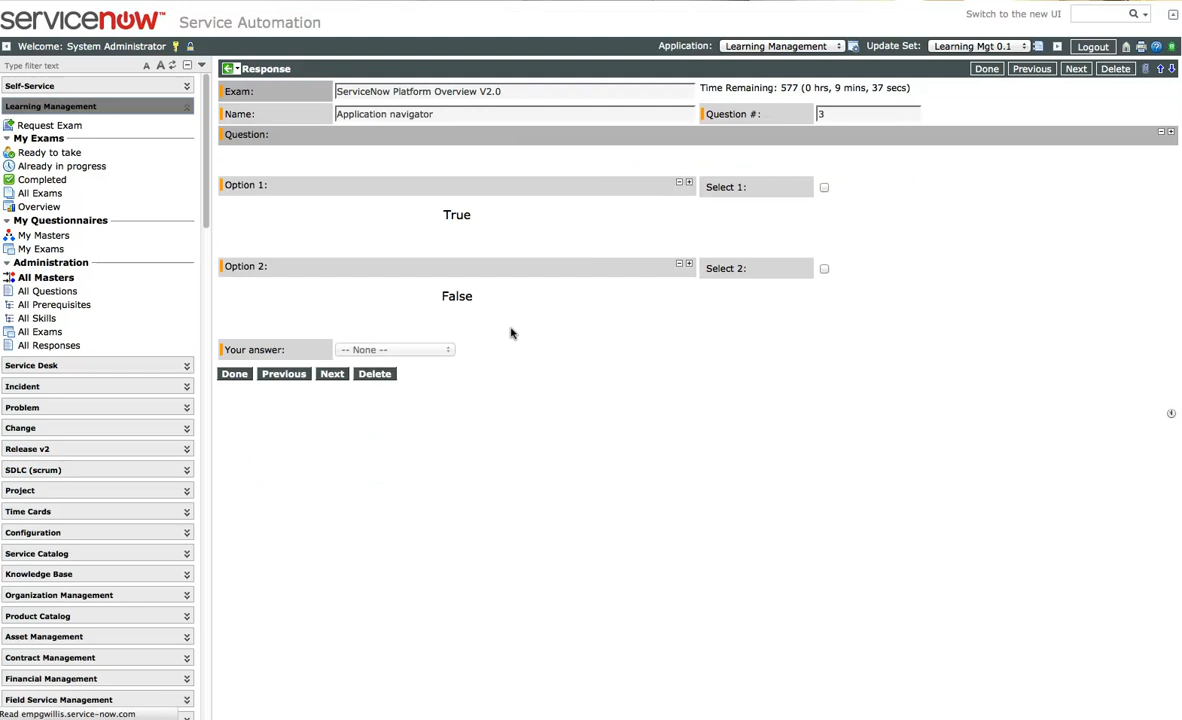 servicenow™ Service Automation
Switch to the new UI
Welcome: System Administrator
Application: Learning Management Update Set: Learning Mgt 0.1 Logout
Type filter text A A
Self-Service
Learning Management
Request Exam
My Exams
Ready to take
Already in progress
Completed
All Exams
Overview
My Questionnaires
My Masters
My Exams
Administration
All Masters
All Questions
All Prerequisites
All Skills
All Exams
All Responses
Service Desk
Incident
Problem
Change
Release v2
SDLC (scrum)
Project
Time Cards
Configuration
Service Catalog
Knowledge Base
Organization Management
Product Catalog
Asset Management
Contract Management
Financial Management
Field Service Management
Read empgwillis.service-now.com
Response Done Previous Next Delete
Exam: ServiceNow Platform Overview V2.0 Time Remaining: 577 (0 hrs, 9 mins, 37 secs)
Name: Application navigator Question #: 3
Question:
Option 1: Select 1:
True
Option 2: Select 2:
False
Your answer: -- None --
Done Previous Next Delete